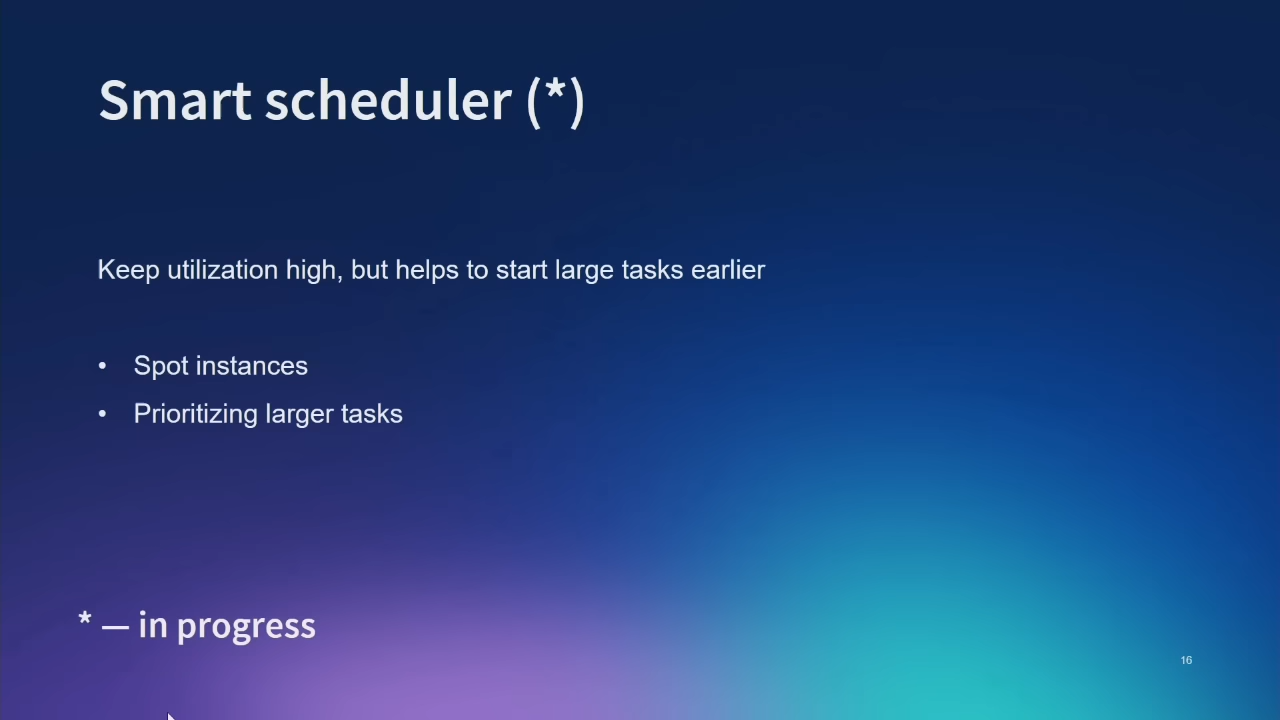 Smart scheduler (*)
Keep utilization high, but helps to start large tasks earlier
• Spot instances
• Prioritizing larger tasks
* — in progress
16